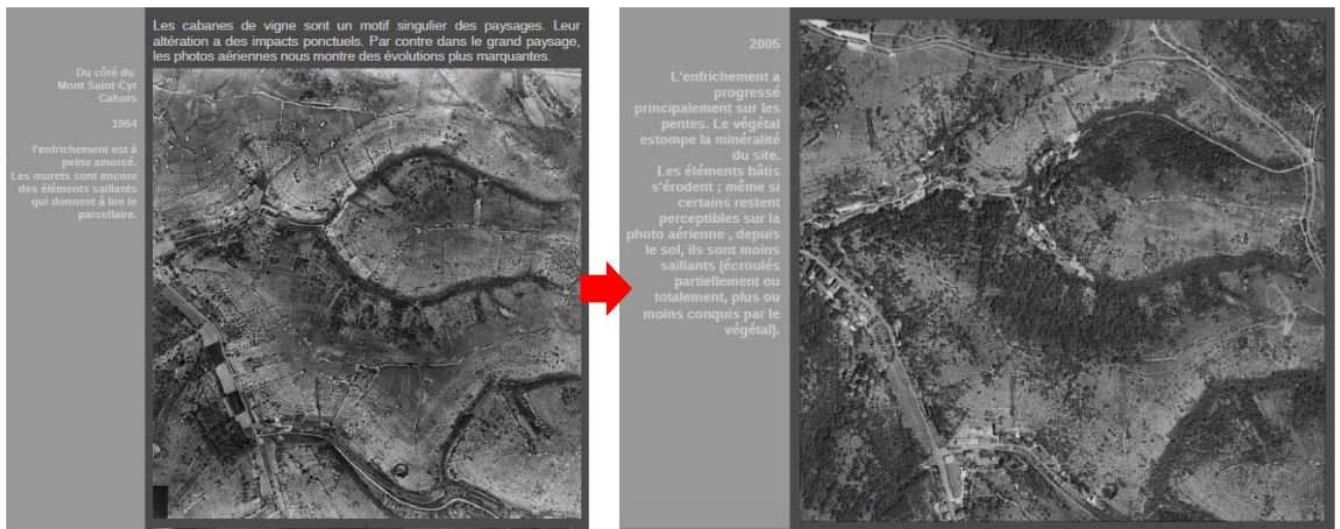 Les cabanes de vigne sont un motif singulier des paysages. Leur
altération a des impacts ponctuels. Par contre dans le grand paysage,
les photos aériennes nous montre des évolutions plus marquantes.
Du côté du
Mont Saint-Cyr
Cahors
1954
l'enfrichement est à
peine amorcé.
Les murets sont encore
des éléments saillants
qui donnent à lire le
parcellaire.
2005
L'enfrichement a
progressé
principalement sur les
pentes. Le végétal
estompe la minéralité
du site.
Les éléments bâtis
s'érodent ; même si
certains restent
perceptibles sur la
photo aérienne , depuis
le sol, ils sont moins
saillants (écroulés
partiellement ou
totalement, plus ou
moins conquis par le
végétal).